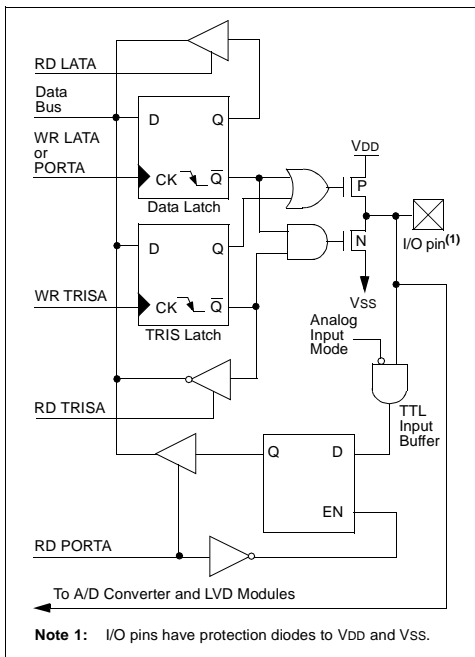 RD LATA
Data
Bus
D Q
WR LATA
or
PORTA
CK Q
Data Latch
VDD
P
I/O pin(1)
D Q
N
WR TRISA
CK Q
TRIS Latch
VSS
Analog
Input
Mode
TTL
Input
Buffer
RD TRISA
Q D
EN
RD PORTA
To A/D Converter and LVD Modules
Note 1: I/O pins have protection diodes to VDD and VSS.